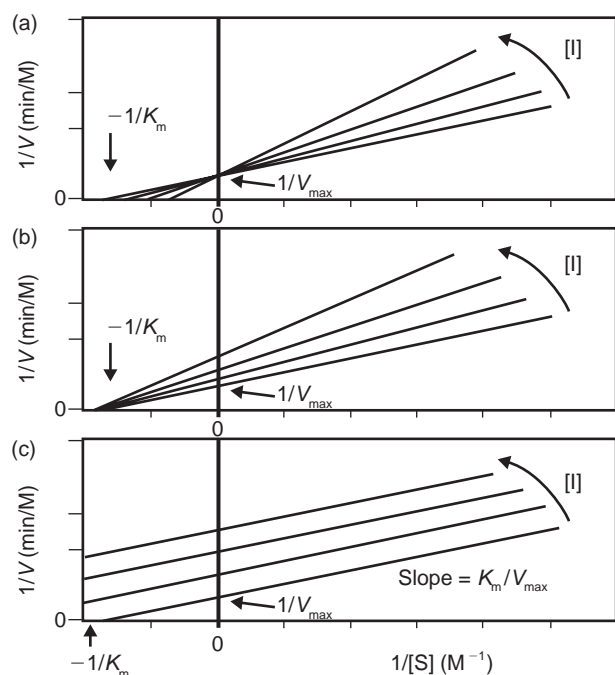 (a)
1/V (min/M)
−1/Km
[I]
1/Vmax
0
0
(b)
1/V (min/M)
−1/Km
[I]
1/Vmax
0
0
(c)
1/V (min/M)
[I]
Slope = Km/Vmax
1/Vmax
0
0
−1/Km
1/[S] (M−1)